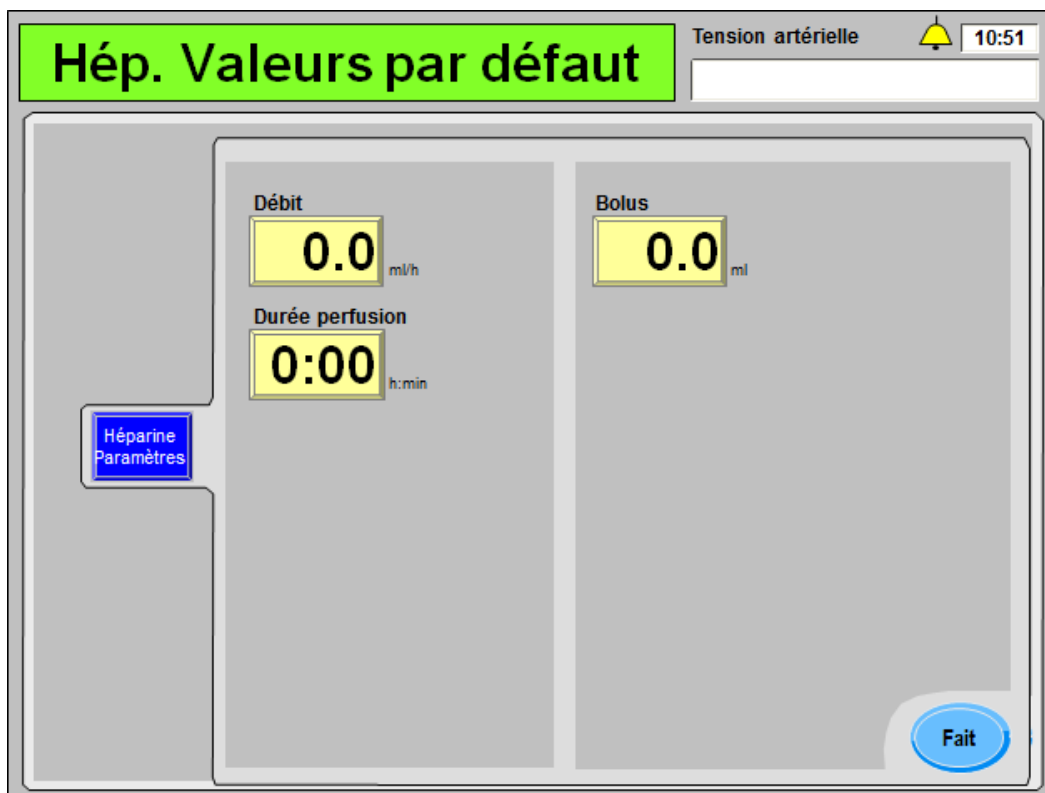 Hép. Valeurs par défaut
Tension artérielle
10:51
Débit
0.0 ml/h
Durée perfusion
0:00 h:min
Bolus
0.0 ml
Héparine
Paramètres
Fait